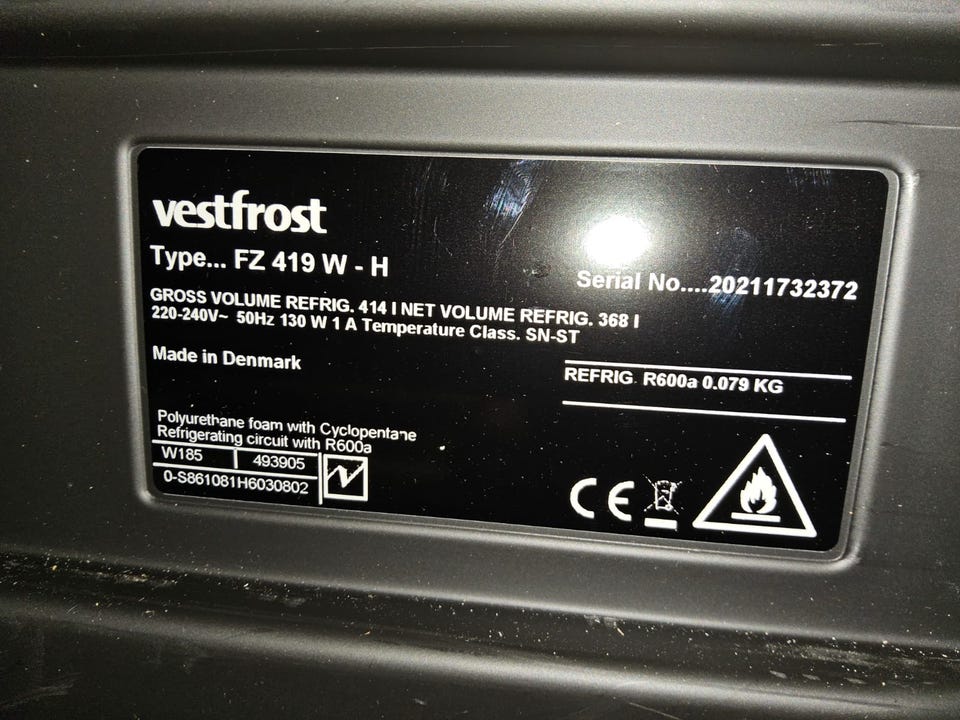 vestfrost
Type... FZ 419 W - H
Serial No....20211732372
GROSS VOLUME REFRIG. 414 l NET VOLUME REFRIG. 368 l
220-240V~ 50Hz 130 W 1 A Temperature Class. SN-ST
Made in Denmark
REFRIG R600a 0.079 KG
Polyurethane foam with Cyclopentane
Refrigerating circuit with R600a
W185 493905
0-S861081H6030802
CE